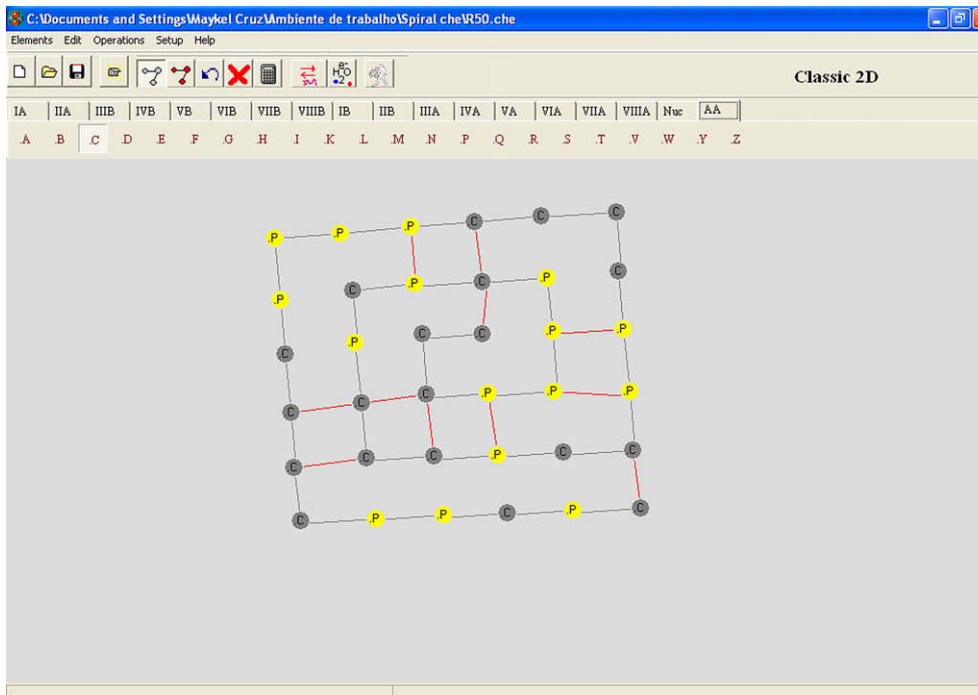 C:\Documents and Settings\Maykel Cruz\Ambiente de trabalho\Spiral che\R50.che
Elements Edit Operations Setup Help
Classic 2D
IA IIA IIIB IVB VB VIB VIIB VIIIB IB IIB IIIA IVA VA VIA VIIA VIIIA Nuc AA
.A .B .C .D .E .F .G .H .I .K .L .M .N .P .Q .R .S .T .V .W .Y .Z
.P .P .P C C C
.P C .P C .P C
C .P C C .P .P
C C C .P .P .P
C C C .P C C
C .P .P C .P C